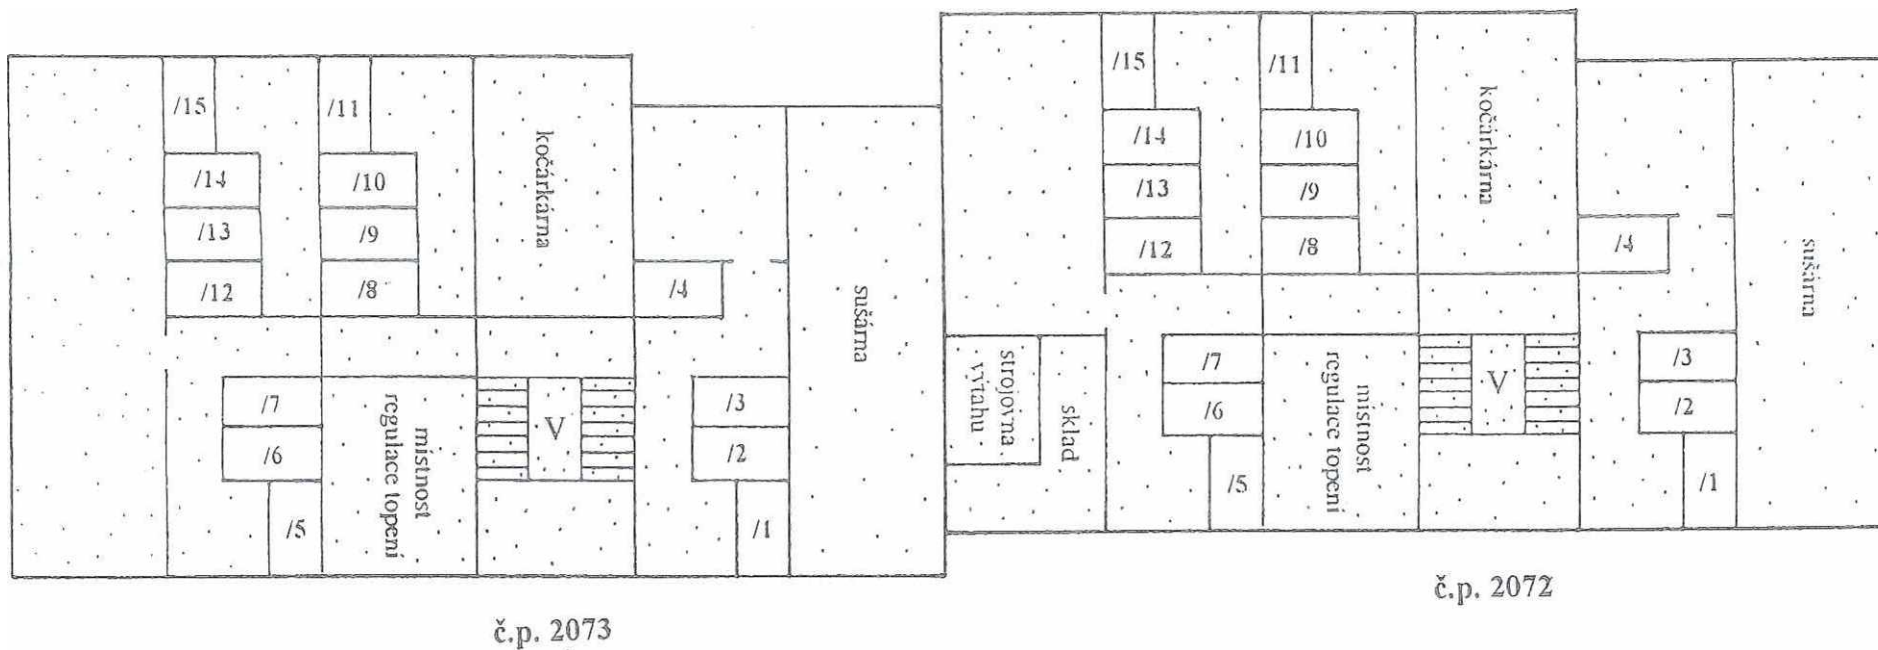 /15
/11
/14
/10
/13
/9
/12
/8
kočárkárna
/4
sušárna
/7
/6
/5
místnost
regulace topení
V
/3
/2
/1
č.p. 2073
/15
/11
/14
/10
/13
/9
/12
/8
kočárkárna
/4
sušárna
strojovna
výtahu
sklad
/7
/6
/5
místnost
regulace topení
V
/3
/2
/1
č.p. 2072